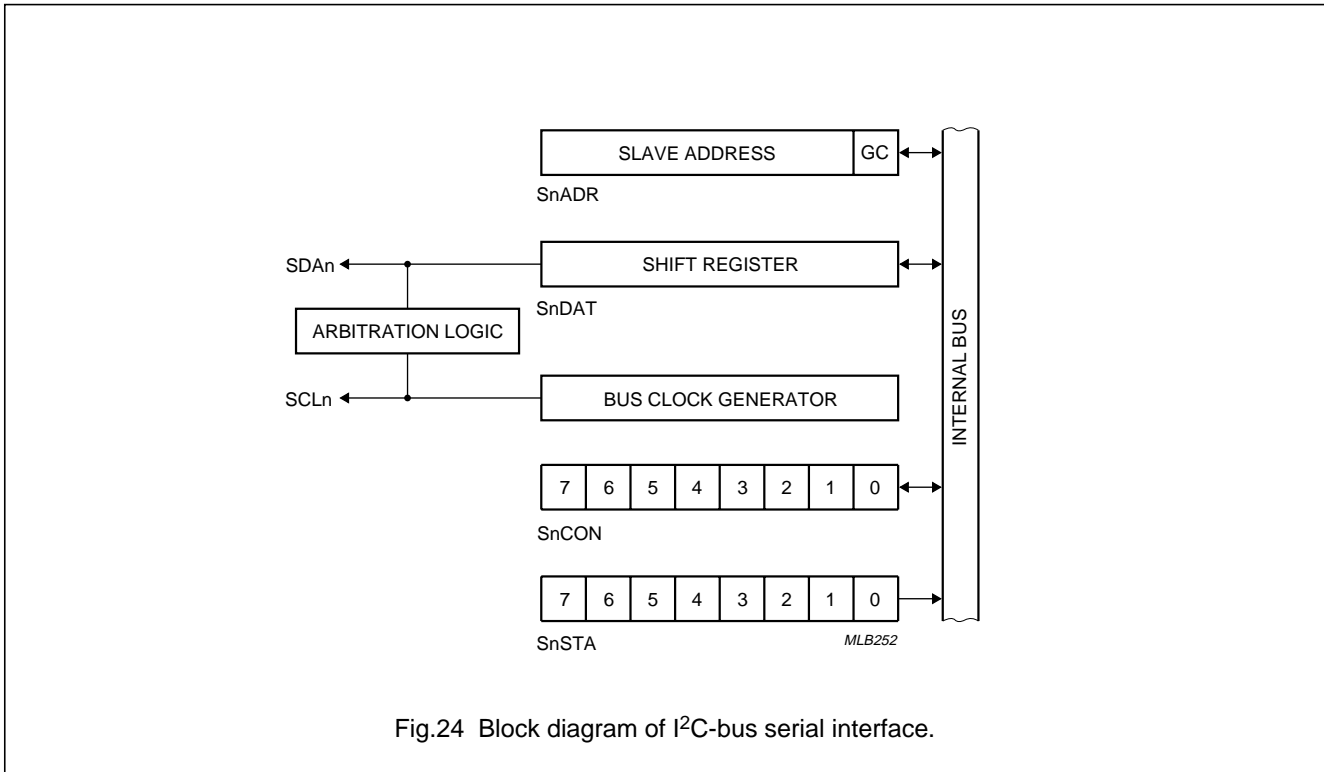 SLAVE ADDRESS GC
SnADR
SDAn SHIFT REGISTER
SnDAT
ARBITRATION LOGIC
INTERNAL BUS
SCLn BUS CLOCK GENERATOR
7 6 5 4 3 2 1 0
SnCON
7 6 5 4 3 2 1 0
SnSTA MLB252
Fig.24 Block diagram of I²C-bus serial interface.